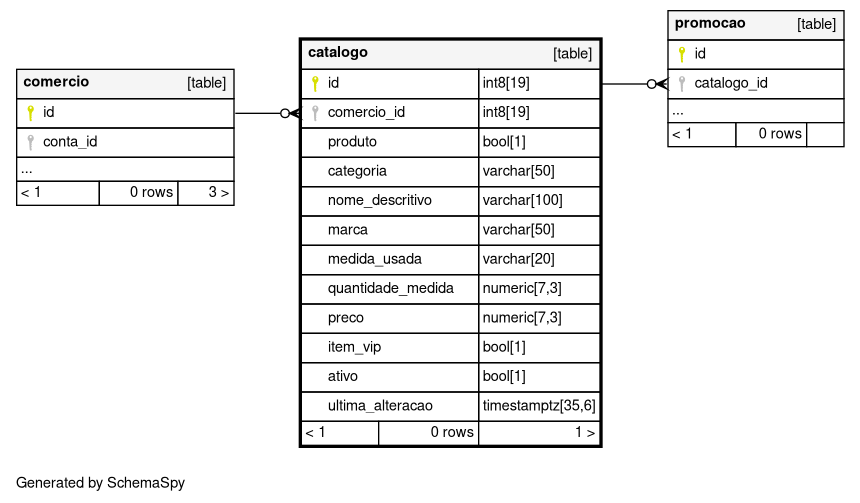 comercio [table]
id
conta_id
...
< 1 0 rows 3 >
catalogo [table]
id int8[19]
comercio_id int8[19]
produto bool[1]
categoria varchar[50]
nome_descritivo varchar[100]
marca varchar[50]
medida_usada varchar[20]
quantidade_medida numeric[7,3]
preco numeric[7,3]
item_vip bool[1]
ativo bool[1]
ultima_alteracao timestamptz[35,6]
< 1 0 rows 1 >
promocao [table]
id
catalogo_id
...
< 1 0 rows
Generated by SchemaSpy